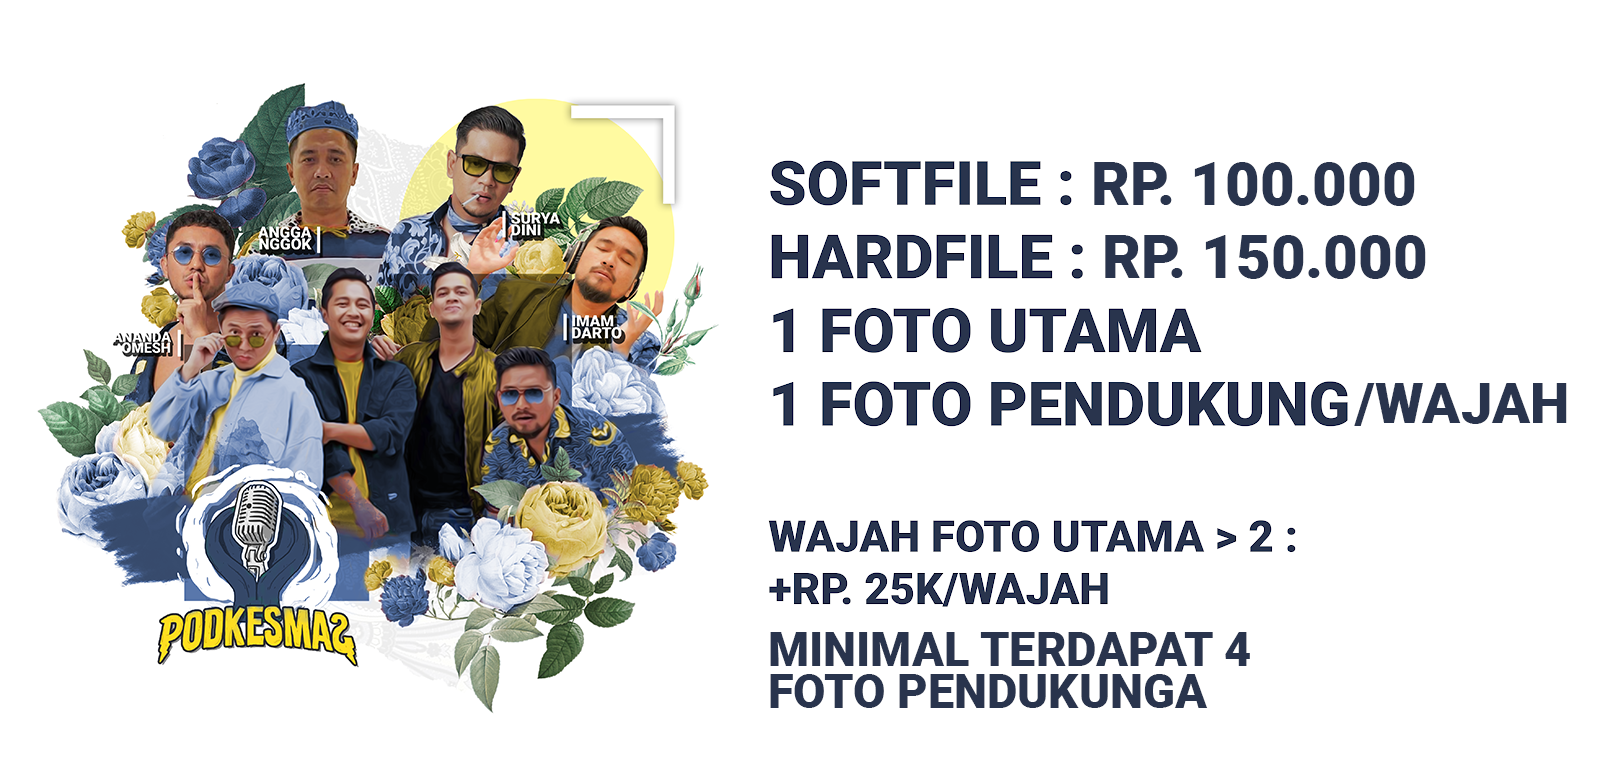 ANGGA
NGGOK
SURYA
DINI
ANANDA
OMESH
IMAM
DARTO
PODKESMAS
SOFTFILE : RP. 100.000
HARDFILE : RP. 150.000
1 FOTO UTAMA
1 FOTO PENDUKUNG/WAJAH
WAJAH FOTO UTAMA > 2 :
+RP. 25K/WAJAH
MINIMAL TERDAPAT 4
FOTO PENDUKUNGA